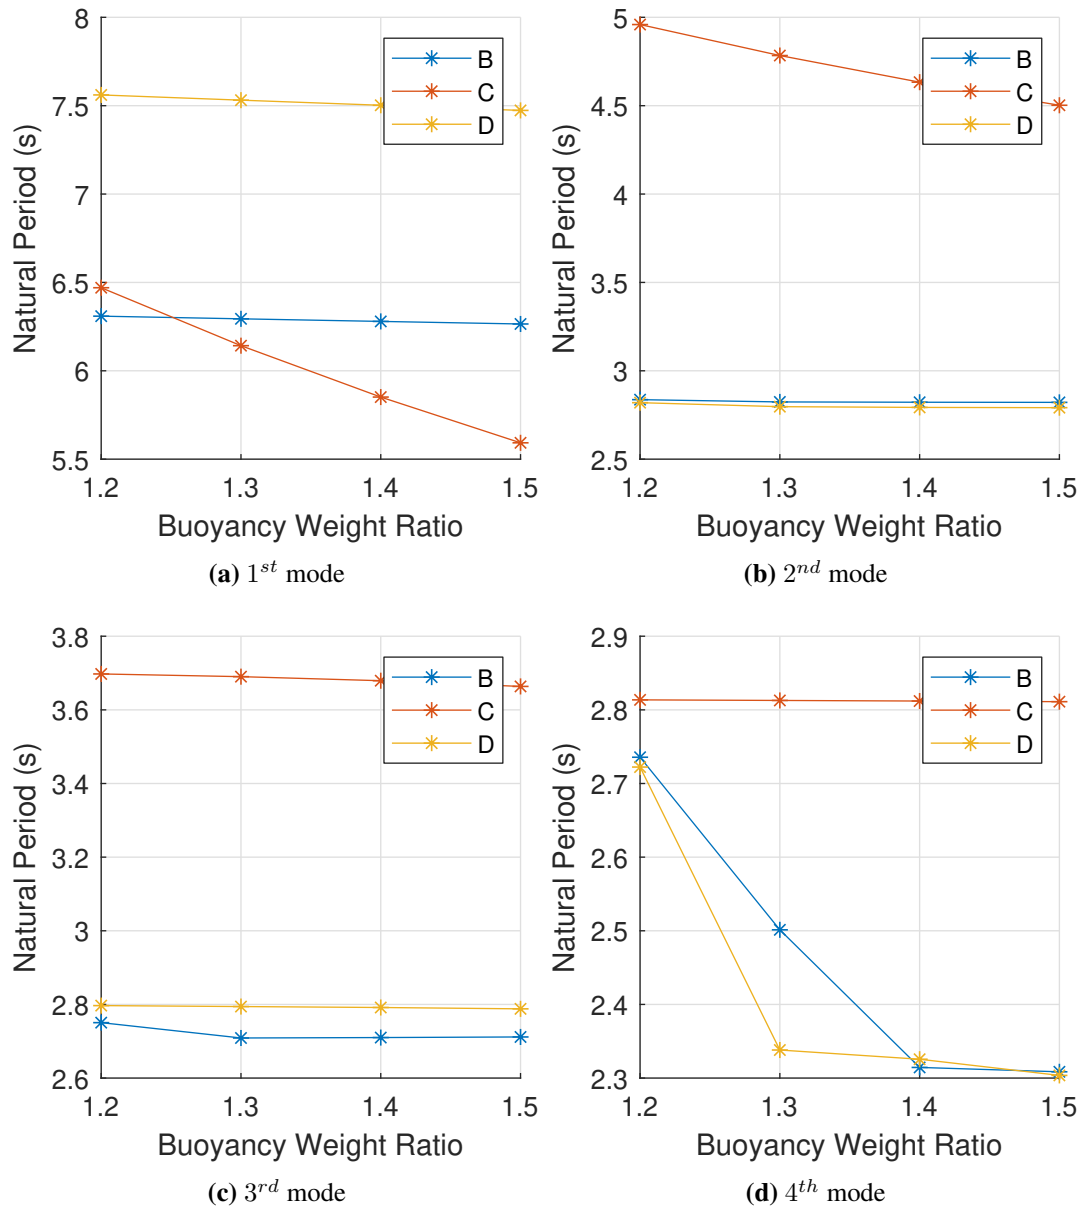 8
7.5
7
6.5
6
5.5
1.2 1.3 1.4 1.5
Natural Period (s)
Buoyancy Weight Ratio
B
C
D
(a) 1st mode
5
4.5
4
3.5
3
2.5
1.2 1.3 1.4 1.5
Natural Period (s)
Buoyancy Weight Ratio
B
C
D
(b) 2nd mode
3.8
3.6
3.4
3.2
3
2.8
2.6
1.2 1.3 1.4 1.5
Natural Period (s)
Buoyancy Weight Ratio
B
C
D
(c) 3rd mode
2.9
2.8
2.7
2.6
2.5
2.4
2.3
1.2 1.3 1.4 1.5
Natural Period (s)
Buoyancy Weight Ratio
B
C
D
(d) 4th mode